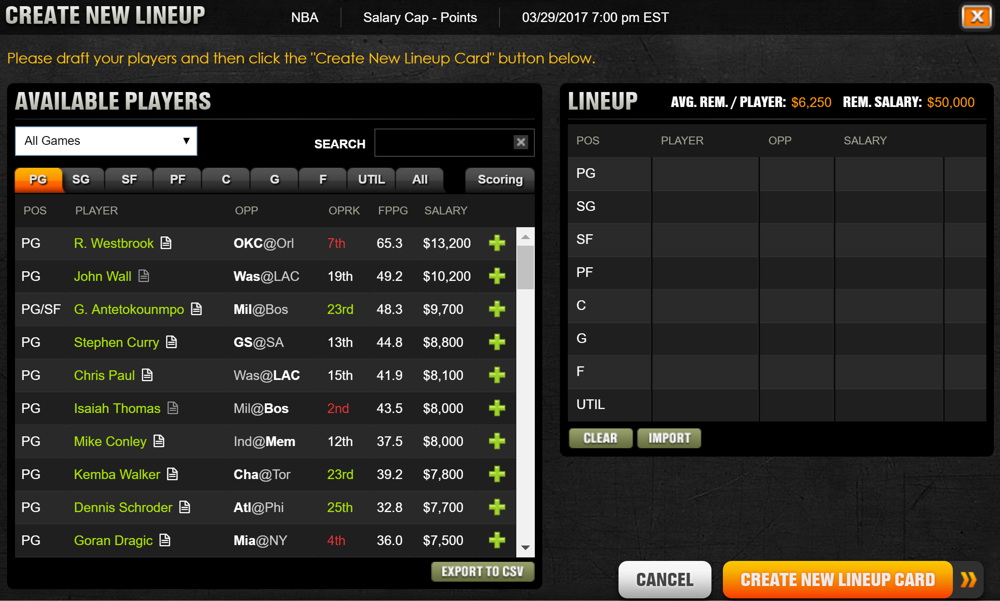 CREATE NEW LINEUP
NBA
Salary Cap - Points
03/29/2017 7:00 pm EST
X
Please draft your players and then click the "Create New Lineup Card" button below.
AVAILABLE PLAYERS
All Games
SEARCH
PG SG SF PF C G F UTIL All Scoring
POS PLAYER OPP OPRK FPPG SALARY
PG R. Westbrook OKC@Orl 7th 65.3 $13,200
PG John Wall Was@LAC 19th 49.2 $10,200
PG/SF G. Antetokounmpo Mil@Bos 23rd 48.3 $9,700
PG Stephen Curry GS@SA 13th 44.8 $8,800
PG Chris Paul Was@LAC 15th 41.9 $8,100
PG Isaiah Thomas Mil@Bos 2nd 43.5 $8,000
PG Mike Conley Ind@Mem 12th 37.5 $8,000
PG Kemba Walker Cha@Tor 23rd 39.2 $7,800
PG Dennis Schroder Atl@Phi 25th 32.8 $7,700
PG Goran Dragic Mia@NY 4th 36.0 $7,500
EXPORT TO CSV
LINEUP
AVG. REM. / PLAYER: $6,250 REM. SALARY: $50,000
POS PLAYER OPP SALARY
PG
SG
SF
PF
C
G
F
UTIL
CLEAR IMPORT
CANCEL
CREATE NEW LINEUP CARD